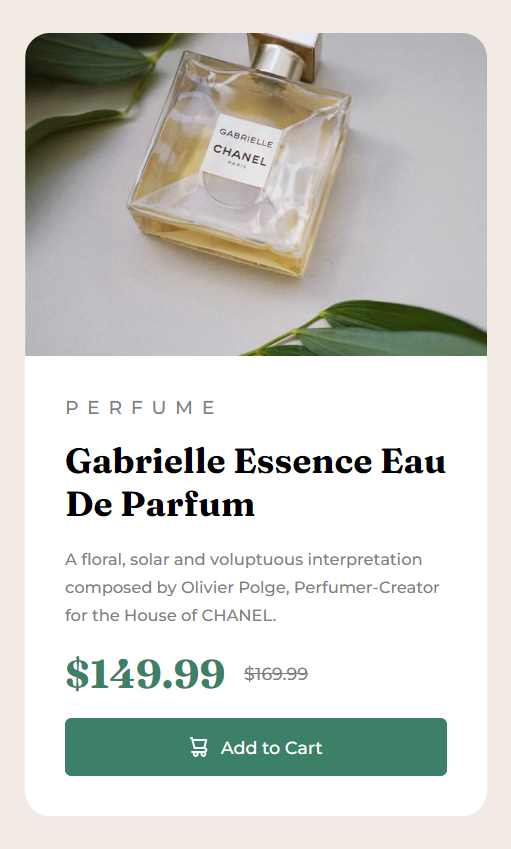 GABRIELLE
CHANEL
PARIS
PERFUME
Gabrielle Essence Eau
De Parfum
A floral, solar and voluptuous interpretation
composed by Olivier Polge, Perfumer-Creator
for the House of CHANEL.
$149.99 $169.99
Add to Cart